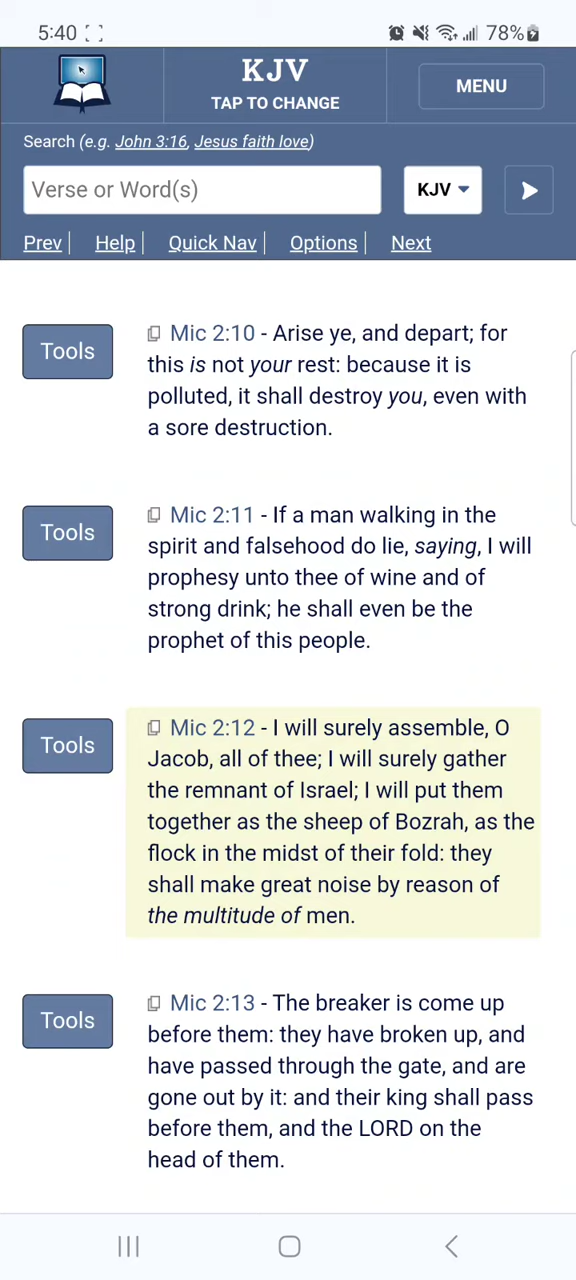 5:40 78%
KJV
TAP TO CHANGE
MENU
Search (e.g. John 3:16, Jesus faith love)
Verse or Word(s) KJV
Prev | Help | Quick Nav | Options | Next
Tools
Mic 2:10 - Arise ye, and depart; for
this is not your rest: because it is
polluted, it shall destroy you, even with
a sore destruction.
Tools
Mic 2:11 - If a man walking in the
spirit and falsehood do lie, saying, I will
prophesy unto thee of wine and of
strong drink; he shall even be the
prophet of this people.
Tools
Mic 2:12 - I will surely assemble, O
Jacob, all of thee; I will surely gather
the remnant of Israel; I will put them
together as the sheep of Bozrah, as the
flock in the midst of their fold: they
shall make great noise by reason of
the multitude of men.
Tools
Mic 2:13 - The breaker is come up
before them: they have broken up, and
have passed through the gate, and are
gone out by it: and their king shall pass
before them, and the LORD on the
head of them.